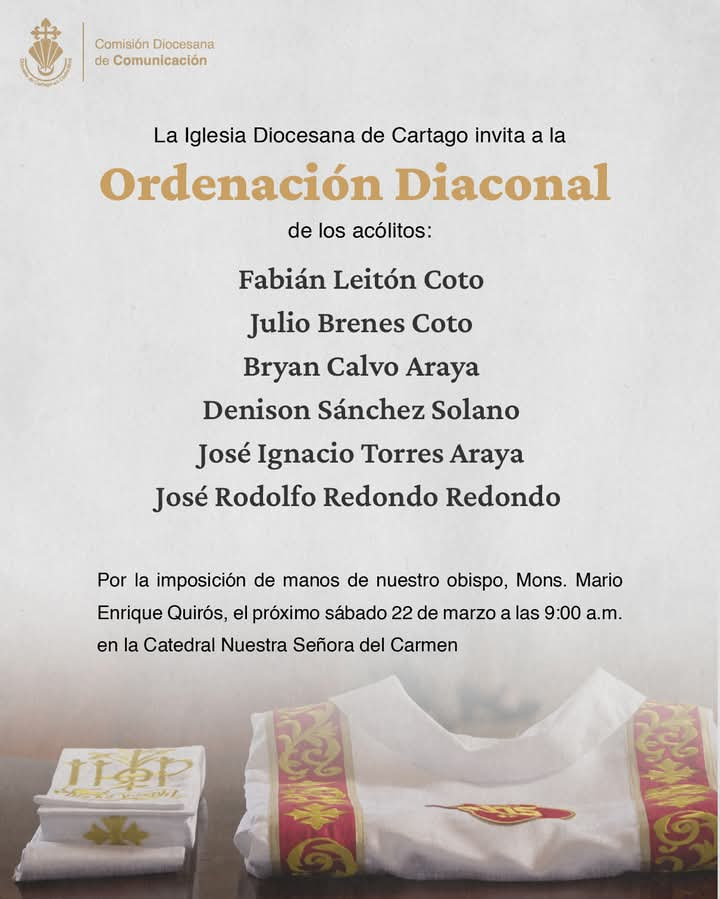 Comisión Diocesana
de Comunicación
La Iglesia Diocesana de Cartago invita a la
Ordenación Diaconal
de los acólitos:
Fabián Leitón Coto
Julio Brenes Coto
Bryan Calvo Araya
Denison Sánchez Solano
José Ignacio Torres Araya
José Rodolfo Redondo Redondo
Por la imposición de manos de nuestro obispo, Mons. Mario
Enrique Quirós, el próximo sábado 22 de marzo a las 9:00 a.m.
en la Catedral Nuestra Señora del Carmen